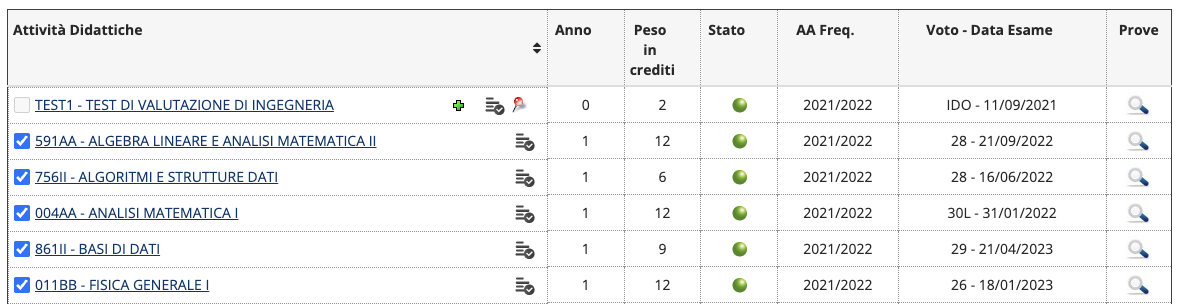 Attività Didattiche Anno Peso in crediti Stato AA Freq. Voto - Data Esame Prove
TEST1 - TEST DI VALUTAZIONE DI INGEGNERIA 0 2 2021/2022 IDO - 11/09/2021
591AA - ALGEBRA LINEARE E ANALISI MATEMATICA II 1 12 2021/2022 28 - 21/09/2022
756II - ALGORITMI E STRUTTURE DATI 1 6 2021/2022 28 - 16/06/2022
004AA - ANALISI MATEMATICA I 1 12 2021/2022 30L - 31/01/2022
861II - BASI DI DATI 1 9 2021/2022 29 - 21/04/2023
011BB - FISICA GENERALE I 1 12 2021/2022 26 - 18/01/2023